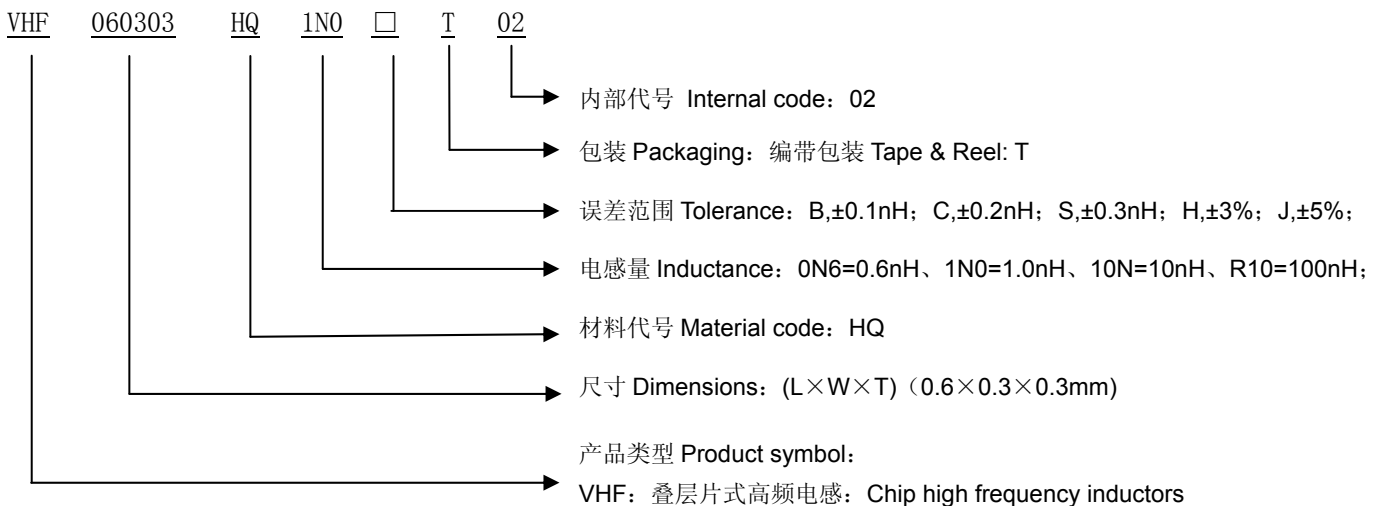 VHF 060303 HQ 1N0 □ T 02
内部代号 Internal code：02
包装 Packaging：编带包装 Tape & Reel: T
误差范围 Tolerance：B,±0.1nH；C,±0.2nH；S,±0.3nH；H,±3%；J,±5%；
电感量 Inductance：0N6=0.6nH、1N0=1.0nH、10N=10nH、R10=100nH；
材料代号 Material code：HQ
尺寸 Dimensions：(L×W×T)（0.6×0.3×0.3mm)
产品类型 Product symbol：
VHF：叠层片式高频电感：Chip high frequency inductors